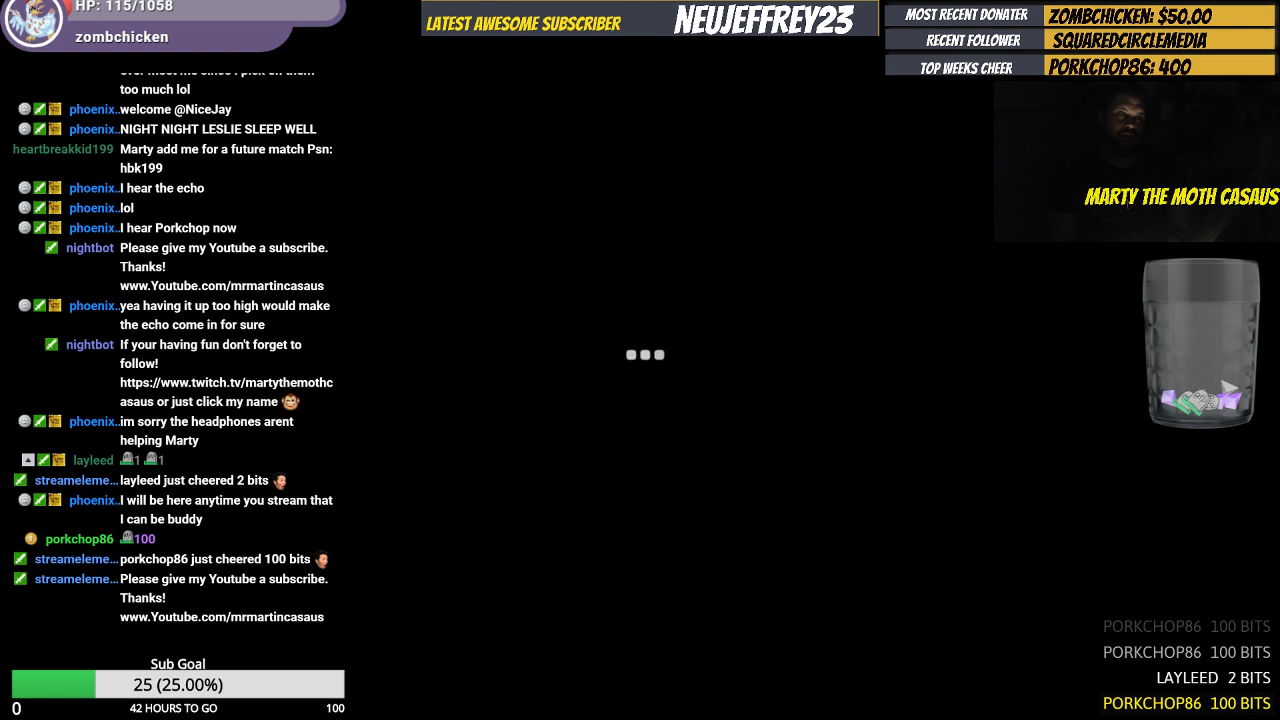 HP: 115/1058
zombchicken
LATEST AWESOME SUBSCRIBER
NEUJEFFREY23
MOST RECENT DONATER
ZOMBCHICKEN: $50.00
RECENT FOLLOWER
SQUAREDCIRCLEMEDIA
TOP WEEKS CHEER
PORKCHOP86: 400
too much lol
phoenix.. welcome @NiceJay
phoenix.. NIGHT NIGHT LESLIE SLEEP WELL
heartbreakkid199 Marty add me for a future match Psn:
hbk199
phoenix.. I hear the echo
phoenix.. lol
phoenix.. I hear Porkchop now
nightbot Please give my Youtube a subscribe.
Thanks!
www.Youtube.com/mrmartincasaus
phoenix.. yea having it up too high would make
the echo come in for sure
nightbot If your having fun don't forget to
follow!
https://www.twitch.tv/martythemothc
asaus or just click my name
phoenix.. im sorry the headphones arent
helping Marty
layleed 1 1
streameleme... layleed just cheered 2 bits
phoenix.. I will be here anytime you stream that
I can be buddy
porkchop86 100
streameleme... porkchop86 just cheered 100 bits
streameleme... Please give my Youtube a subscribe.
Thanks!
www.Youtube.com/mrmartincasaus
Sub Goal
25 (25.00%)
0 42 HOURS TO GO 100
MARTY THE MOTH CASAUS
PORKCHOP86 100 BITS
PORKCHOP86 100 BITS
LAYLEED 2 BITS
PORKCHOP86 100 BITS